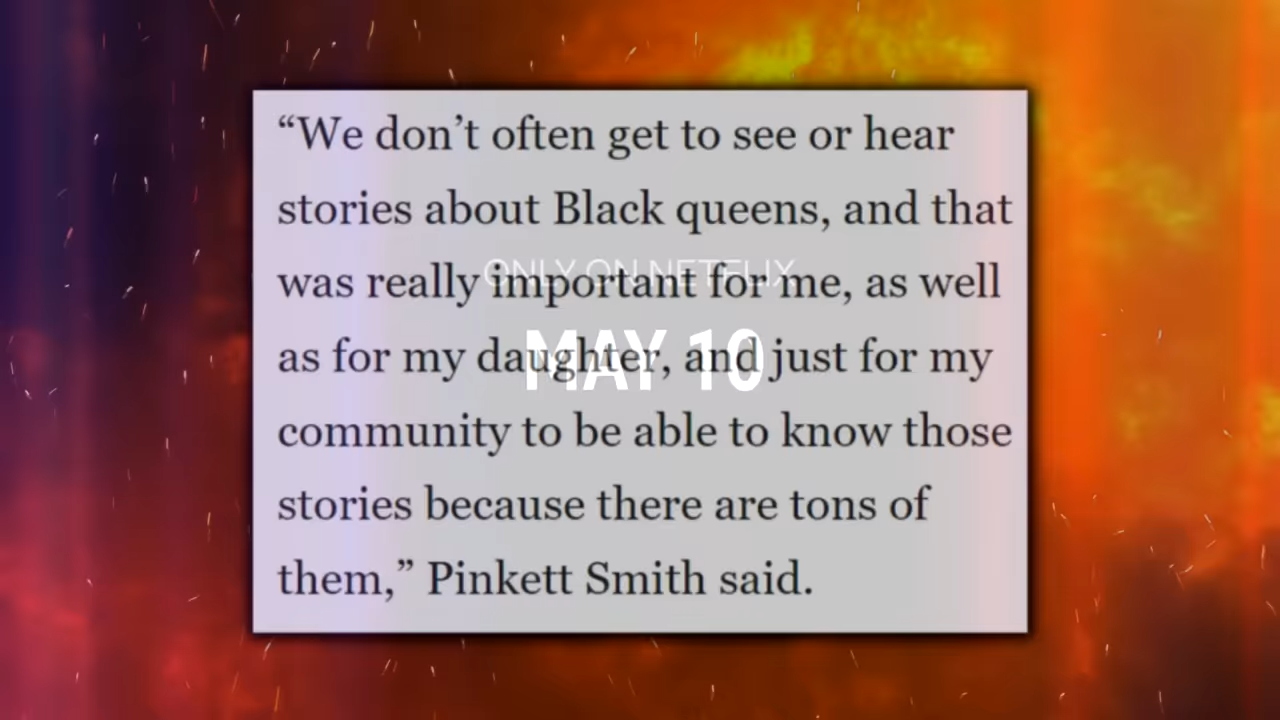 “We don’t often get to see or hear
stories about Black queens, and that
ONLY ON NETFLIX
was really important for me, as well
MAY 10
as for my daughter, and just for my
community to be able to know those
stories because there are tons of
them,” Pinkett Smith said.